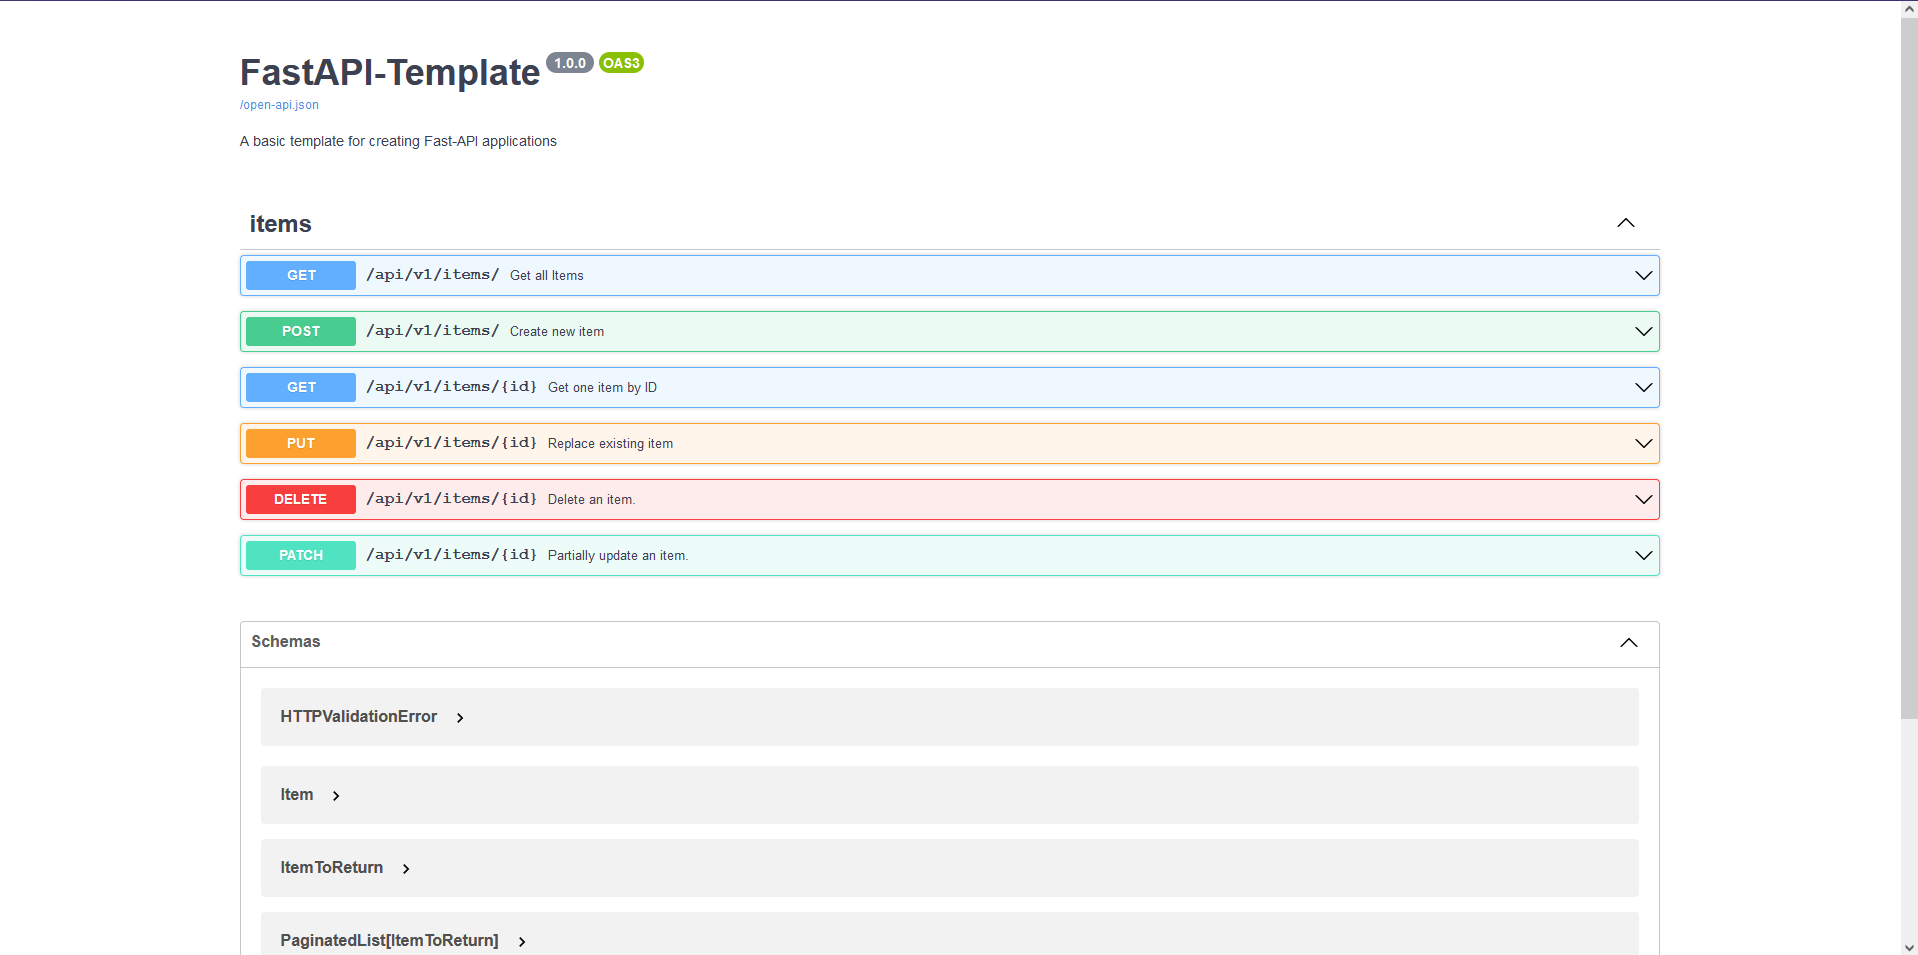 FastAPI-Template 1.0.0 OAS3
/open-api.json
A basic template for creating Fast-API applications
items
GET /api/v1/items/ Get all Items
POST /api/v1/items/ Create new item
GET /api/v1/items/{id} Get one item by ID
PUT /api/v1/items/{id} Replace existing item
DELETE /api/v1/items/{id} Delete an item.
PATCH /api/v1/items/{id} Partially update an item.
Schemas
HTTPValidationError
Item
ItemToReturn
PaginatedList[ItemToReturn]